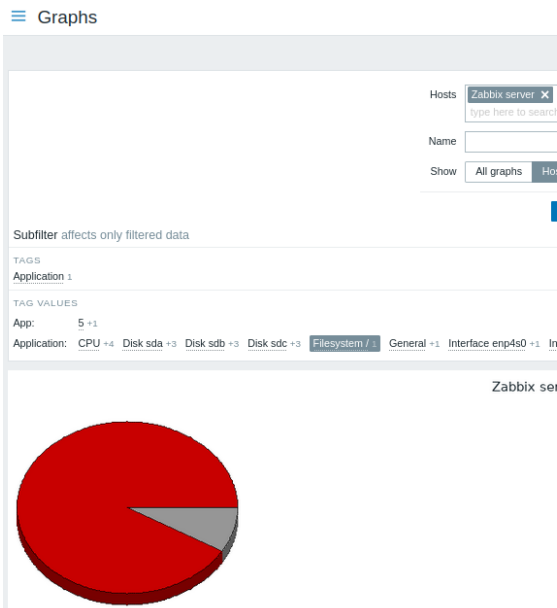 Graphs
Hosts Zabbix server
type here to search
Name
Show All graphs
Subfilter affects only filtered data
TAGS
Application 1
TAG VALUES
App: 5 +1
Application: CPU +4 Disk sda +3 Disk sdb +3 Disk sdc +3 Filesystem / 1 General +1 Interface enp4s0 +1
Zabbix